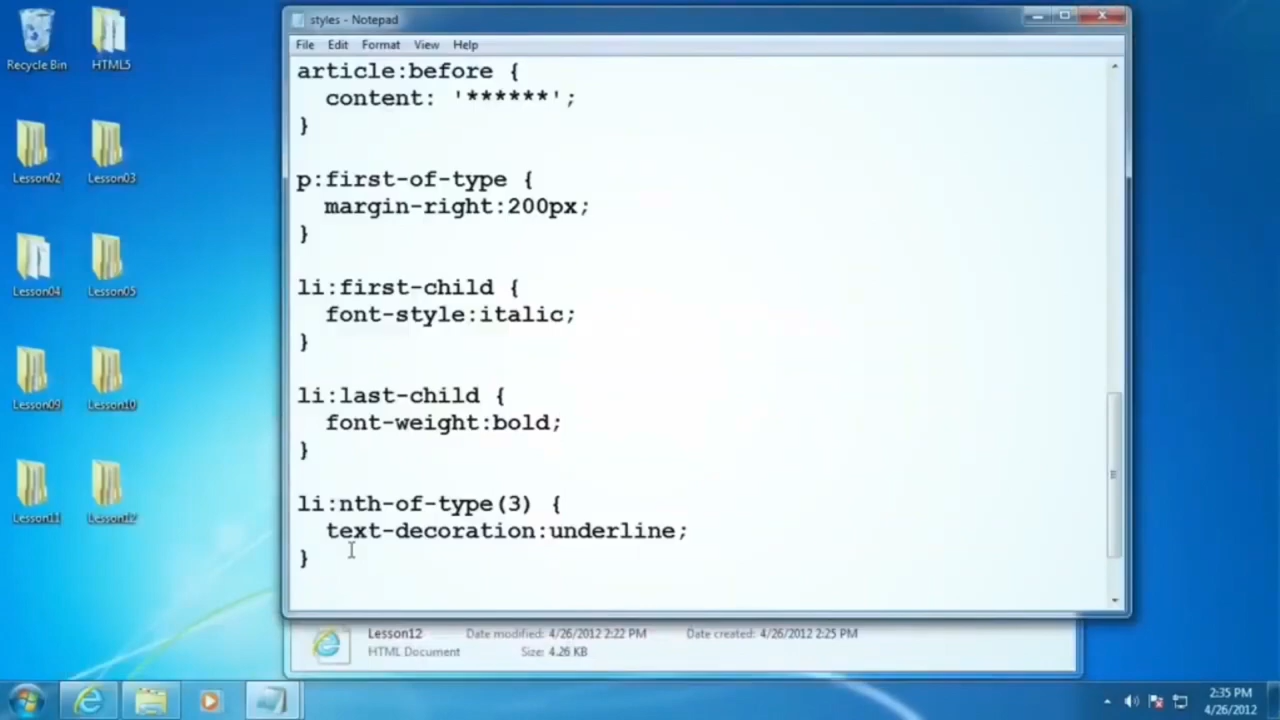 styles - Notepad
File Edit Format View Help
article:before {
content: '******';
}
p:first-of-type {
margin-right:200px;
}
li:first-child {
font-style:italic;
}
li:last-child {
font-weight:bold;
}
li:nth-of-type(3) {
text-decoration:underline;
}
Recycle Bin HTML5
Lesson02 Lesson03
Lesson04 Lesson05
Lesson09 Lesson10
Lesson11 Lesson12
Lesson12 Date modified: 4/26/2012 2:22 PM Date created: 4/26/2012 2:25 PM
HTML Document Size: 4.26 KB
2:35 PM
4/26/2012